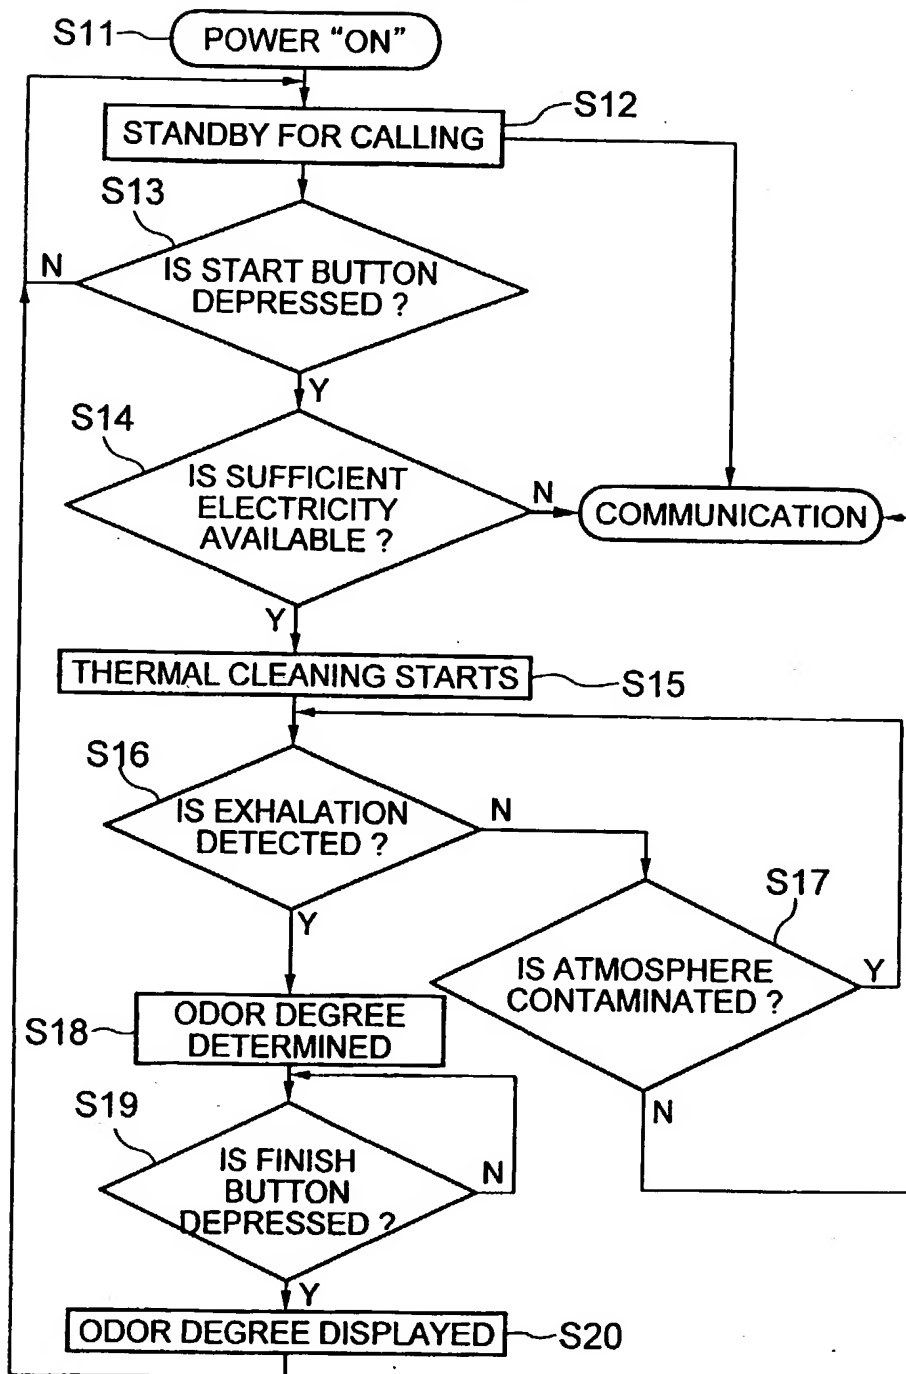 S11
POWER "ON"
S12
STANDBY FOR CALLING
S13
N
IS START BUTTON
DEPRESSED ?
Y
S14
IS SUFFICIENT
ELECTRICITY
AVAILABLE ?
N
COMMUNICATION
Y
THERMAL CLEANING STARTS
S15
S16
IS EXHALATION
DETECTED ?
N
S17
Y
IS ATMOSPHERE
CONTAMINATED ?
Y
S18
ODOR DEGREE
DETERMINED
N
S19
IS FINISH
BUTTON
DEPRESSED ?
N
Y
ODOR DEGREE DISPLAYED
S20